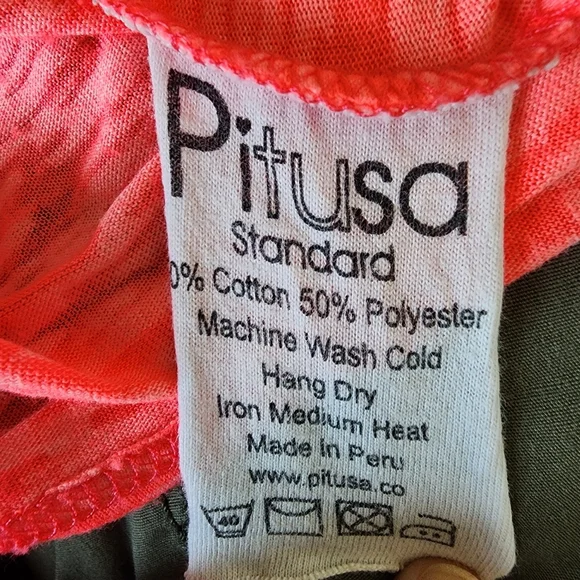 Pitusa
Standard
0% Cotton 50% Polyester
Machine Wash Cold
Hang Dry
Iron Medium Heat
Made in Peru
www.pitusa.co
40